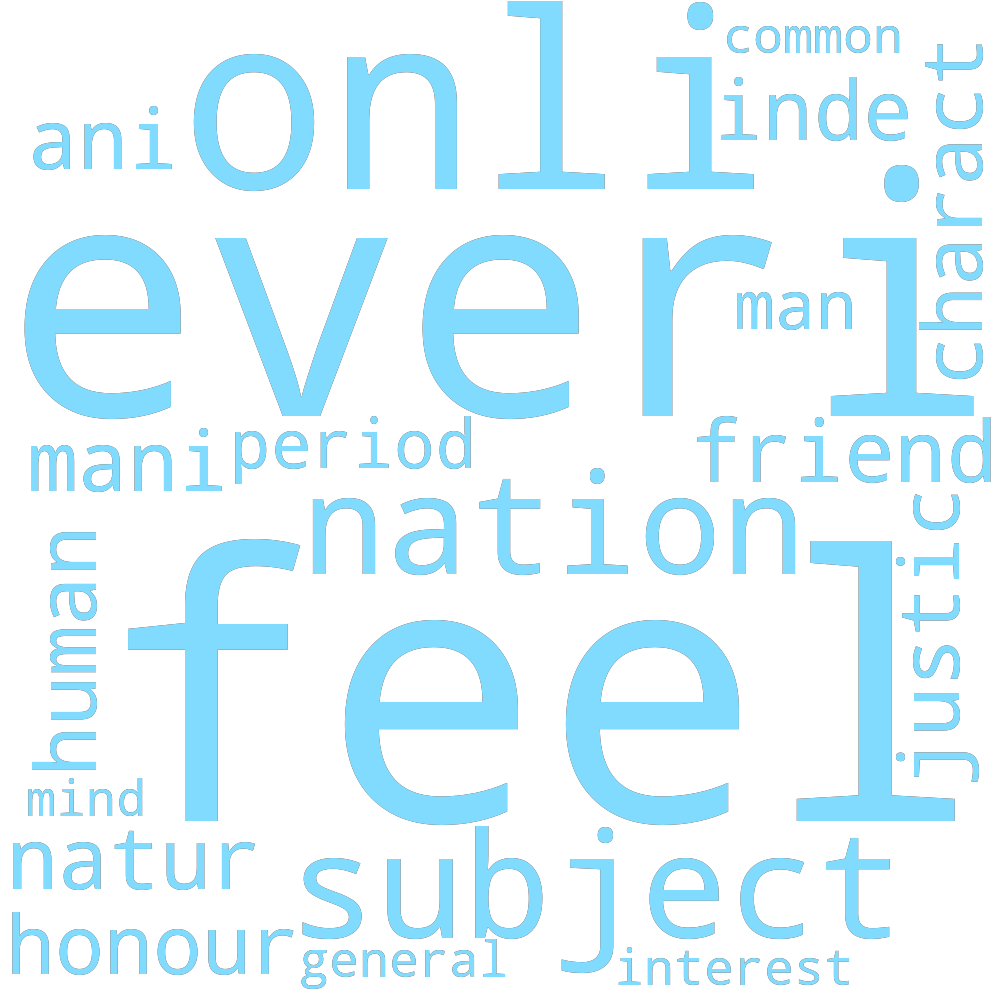 common
onli
inde
ani
charact
everi
man
mani
period
friend
nation
justic
human
feel
mind
natur
subject
honour
general
interest